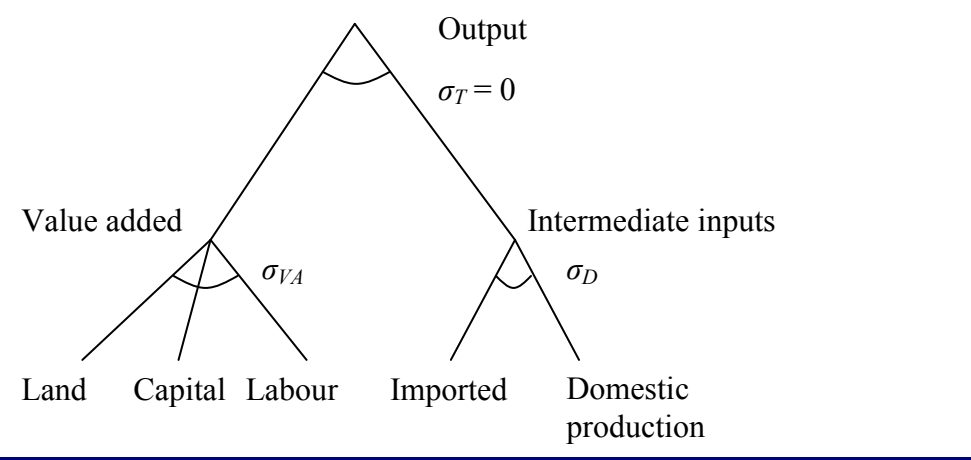 Output
σT = 0
Value added
Intermediate inputs
σVA
σD
Land
Capital
Labour
Imported
Domestic
production